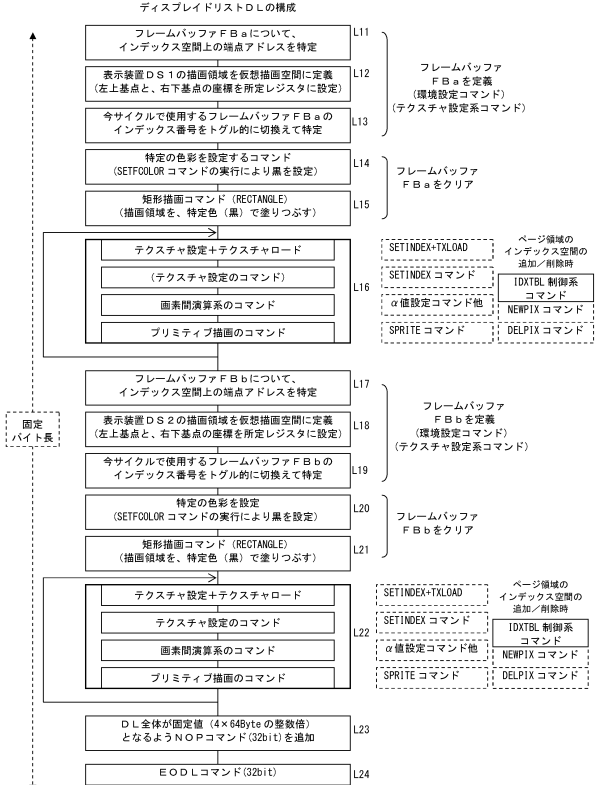 ディスプレイドリストＤＬの構成
フレームバッファＦＢａについて、
インデックス空間上の端点アドレスを特定
L11
表示装置ＤＳ１の描画領域を仮想描画空間に定義
(左上基点と、右下基点の座標を所定レジスタに設定)
L12
今サイクルで使用するフレームバッファＦＢａの
インデックス番号をトグル的に切換えて特定
L13
フレームバッファ
ＦＢａを定義
(環境設定コマンド)
(テクスチャ設定系コマンド)
特定の色彩を設定するコマンド
(SETFCOLORコマンドの実行により黒を設定)
L14
矩形描画コマンド (RECTANGLE)
(描画領域を、特定色（黒）で塗りつぶす)
L15
フレームバッファ
ＦＢａをクリア
テクスチャ設定＋テクスチャロード
(テクスチャ設定のコマンド)
画素間演算系のコマンド
プリミティブ描画のコマンド
L16
SETINDEX+TXLOAD
SETINDEX コマンド
α値設定コマンド他
SPRITE コマンド
ページ領域の
インデックス空間の
追加／削除時
IDXTBL 制御系
コマンド
NEWPIX コマンド
DELPIX コマンド
フレームバッファＦＢｂについて、
インデックス空間上の端点アドレスを特定
L17
表示装置ＤＳ２の描画領域を仮想描画空間に定義
(左上基点と、右下基点の座標を所定レジスタに設定)
L18
今サイクルで使用するフレームバッファＦＢｂの
インデックス番号をトグル的に切換えて特定
L19
フレームバッファ
ＦＢｂを定義
(環境設定コマンド)
(テクスチャ設定系コマンド)
固定
バイト長
特定の色彩を設定
(SETFCOLORコマンドの実行により黒を設定)
L20
矩形描画コマンド (RECTANGLE)
(描画領域を、特定色（黒）で塗りつぶす)
L21
フレームバッファ
ＦＢｂをクリア
テクスチャ設定＋テクスチャロード
テクスチャ設定のコマンド
画素間演算系のコマンド
プリミティブ描画のコマンド
L22
SETINDEX+TXLOAD
SETINDEX コマンド
α値設定コマンド他
SPRITE コマンド
ページ領域の
インデックス空間の
追加／削除時
IDXTBL 制御系
コマンド
NEWPIX コマンド
DELPIX コマンド
ＤＬ全体が固定値（4×64Byteの整数倍）
となるようＮＯＰコマンド(32bit)を追加
L23
ＥＯＤＬコマンド(32bit)
L24